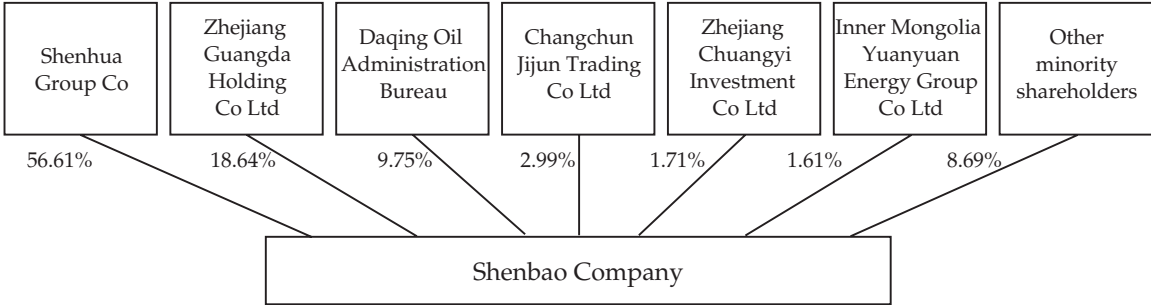 Shenhua
Group Co
Zhejiang
Guangda
Holding
Co Ltd
Daqing Oil
Administration
Bureau
Changchun
Jijun Trading
Co Ltd
Zhejiang
Chuangyi
Investment
Co Ltd
Inner Mongolia
Yuanyuan
Energy Group
Co Ltd
Other
minority
shareholders
56.61%
18.64%
9.75%
2.99%
1.71%
1.61%
8.69%
Shenbao Company